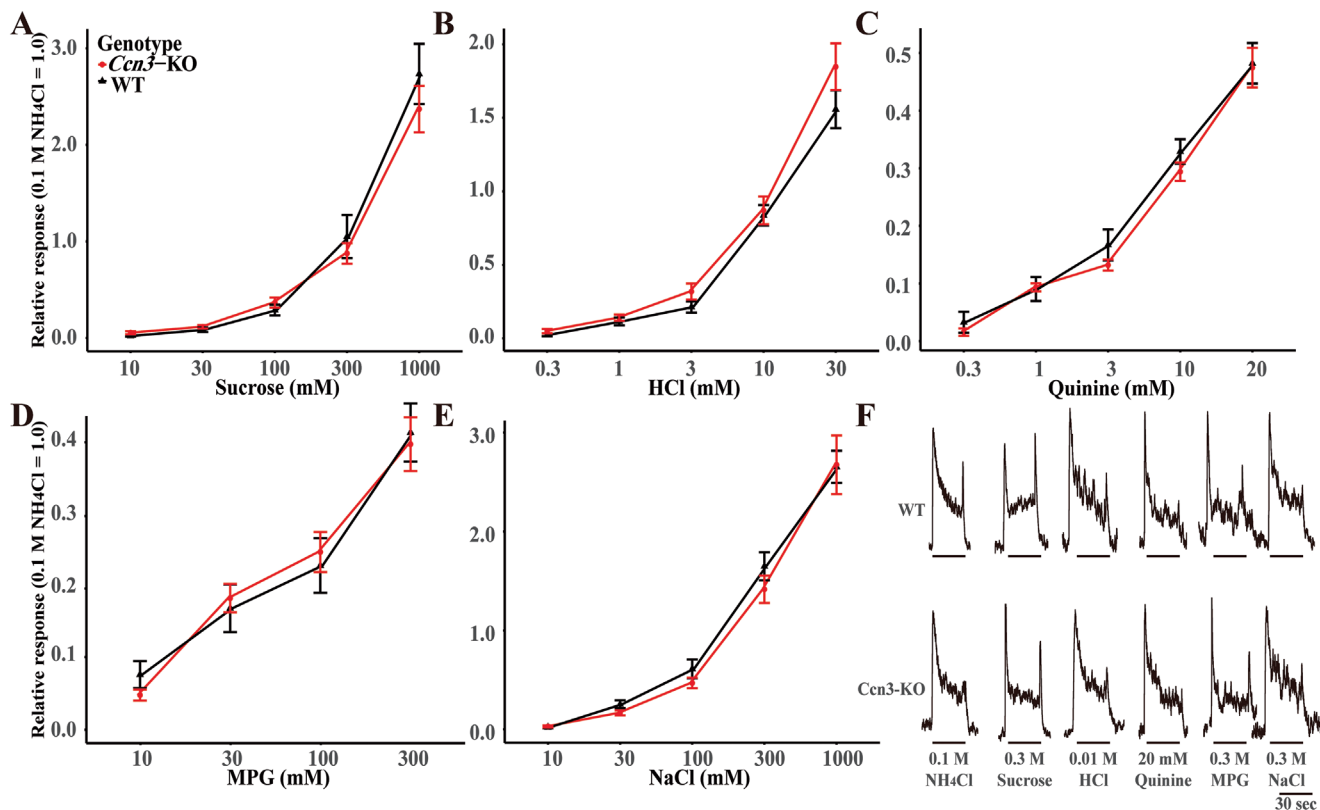 A
Genotype
Ccn3-KO
WT
Relative response (0.1 M NH4Cl = 1.0)
3.0
2.0
1.0
0.0
10 30 100 300 1000
Sucrose (mM)
B
2.0
1.5
1.0
0.5
0.0
0.3 1 3 10 30
HCl (mM)
C
0.5
0.3
0.2
0.1
0.0
0.3 1 3 10 20
Quinine (mM)
D
Relative response (0.1 M NH4Cl = 1.0)
0.4
0.3
0.2
0.1
0.0
10 30 100 300
MPG (mM)
E
3.0
2.0
1.0
0.0
10 30 100 300 1000
NaCl (mM)
F
WT
Ccn3-KO
0.1 M 0.3 M 0.01 M 20 mM 0.3 M 0.3 M
NH4Cl Sucrose HCl Quinine MPG NaCl
30 sec